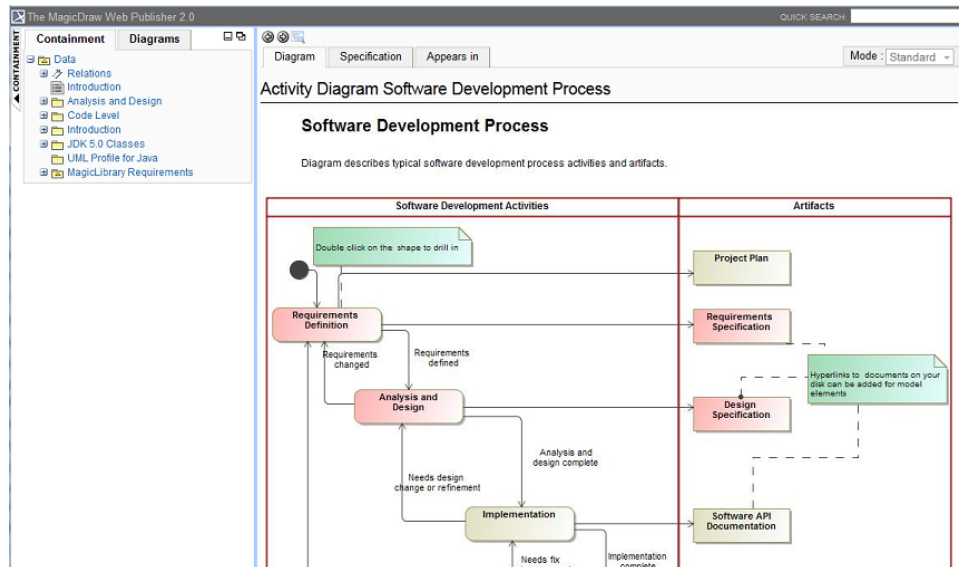 The MagicDraw Web Publisher 2.0
QUICK SEARCH:
CONTAINMENT
Containment
Diagrams
Data
Relations
Introduction
Analysis and Design
Code Level
Introduction
JDK 5.0 Classes
UML Profile for Java
MagicLibrary Requirements
Diagram
Specification
Appears in
Mode :
Standard
Activity Diagram Software Development Process
Software Development Process
Diagram describes typical software development process activities and artifacts.
Software Development Activities
Artifacts
Double click on the shape to drill in
Project Plan
Requirements
Definition
Requirements
Specification
Requirements
changed
Requirements
defined
Hyperlinks to documents on your
disk can be added for model
elements
Analysis and
Design
Design
Specification
Analysis and
design complete
Needs design
change or refinement
Implementation
Software API
Documentation
Needs fix
Implementation
complete